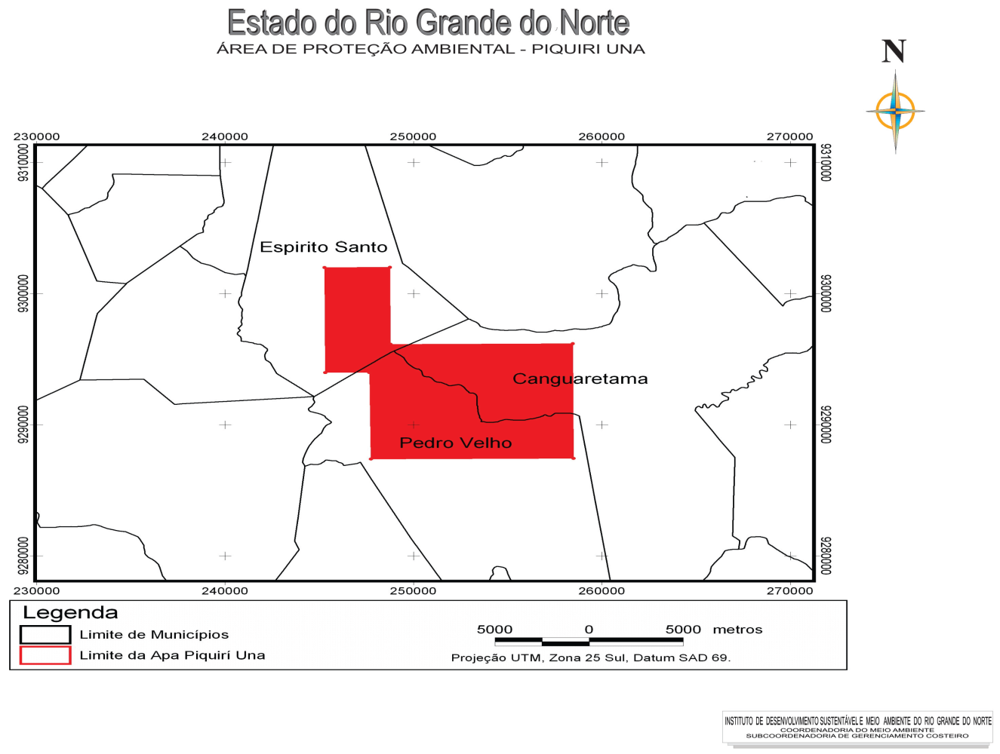 Estado do Rio Grande do Norte
ÁREA DE PROTEÇÃO AMBIENTAL - PIQUIRI UNA
N
230000 240000 250000 260000 270000
9310000 9310000
Espirito Santo
9300000 9300000
Canguaretama
9290000 9290000
Pedro Velho
9280000 9280000
230000 240000 250000 260000 270000
Legenda
Limite de Municípios
Limite da Apa Piquirí Una
5000 0 5000 metros
Projeção UTM, Zona 25 Sul, Datum SAD 69.
INSTITUTO DE DESENVOLVIMENTO SUSTENTÁVEL E MEIO AMBIENTE DO RIO GRANDE DO NORTE
COORDENADORIA DO MEIO AMBIENTE
SUBCOORDENADORIA DE GERENCIAMENTO COSTEIRO